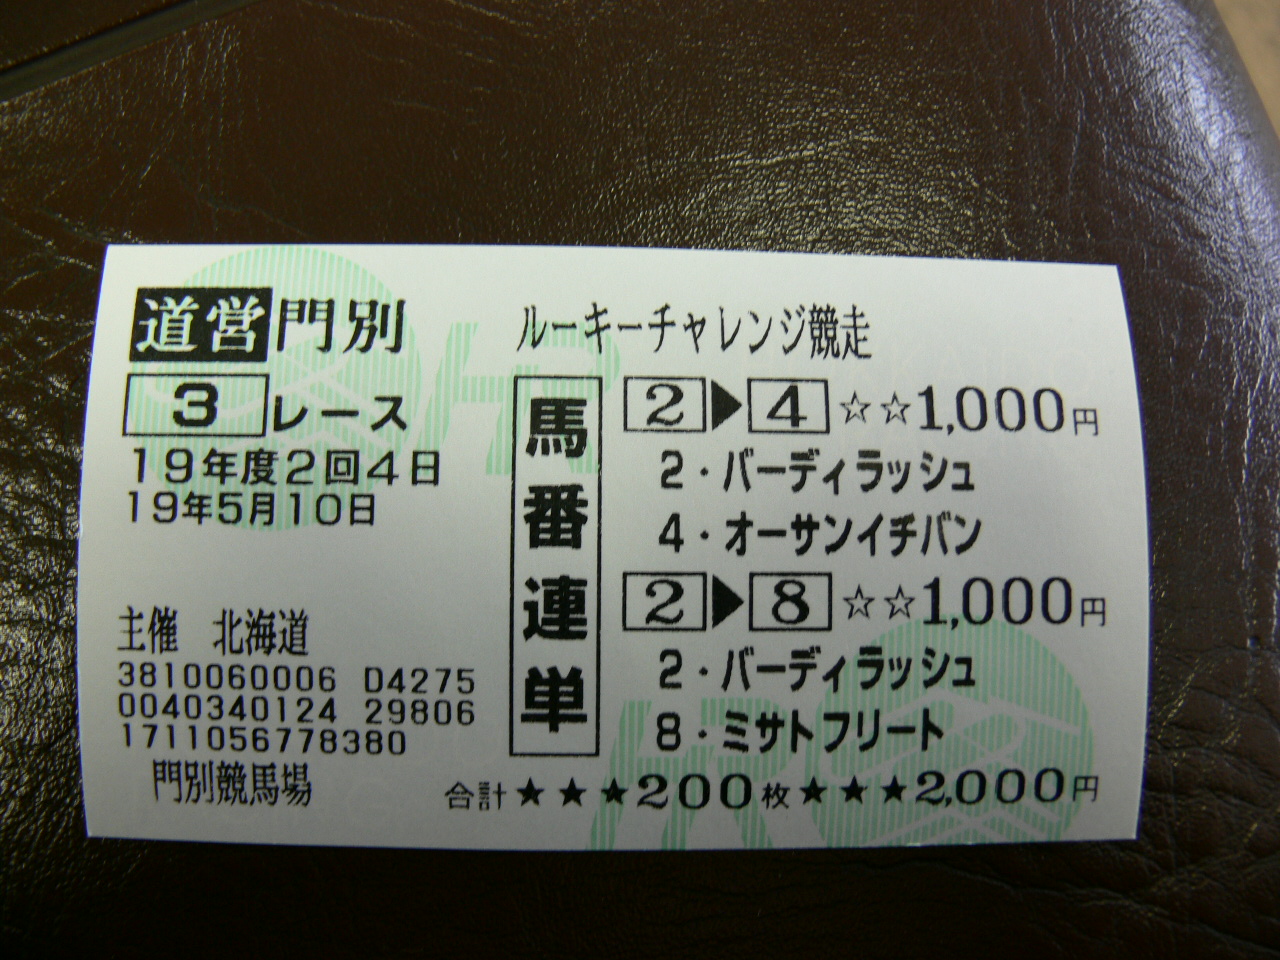 道営門別
3レース
19年度2回4日
19年5月10日
主催 北海道
3810060006 D4275
0040340124 29806
1711056778380
門別競馬場
ルーキーチャレンジ競走
馬番連単
2▶4☆☆1,000円
2・バーディラッシュ
4・オーサンイチバン
2▶8☆☆1,000円
2・バーディラッシュ
8・ミサトフリート
合計★★★200枚★★★2,000円